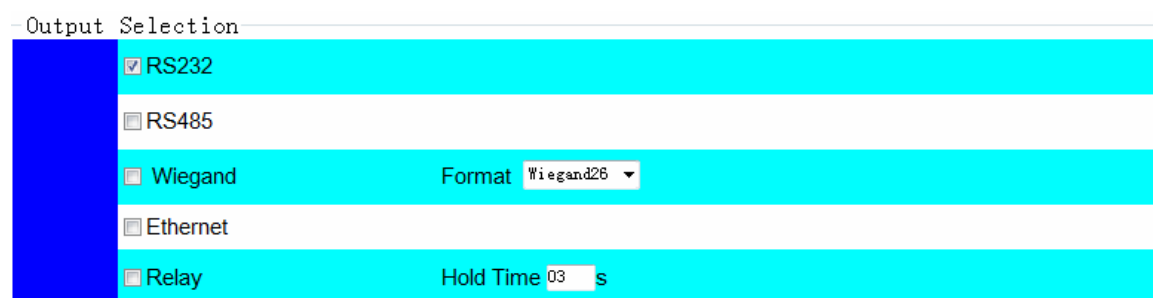 Output Selection
RS232
RS485
Wiegand Format Wiegand26
Ethernet
Relay Hold Time 03 s